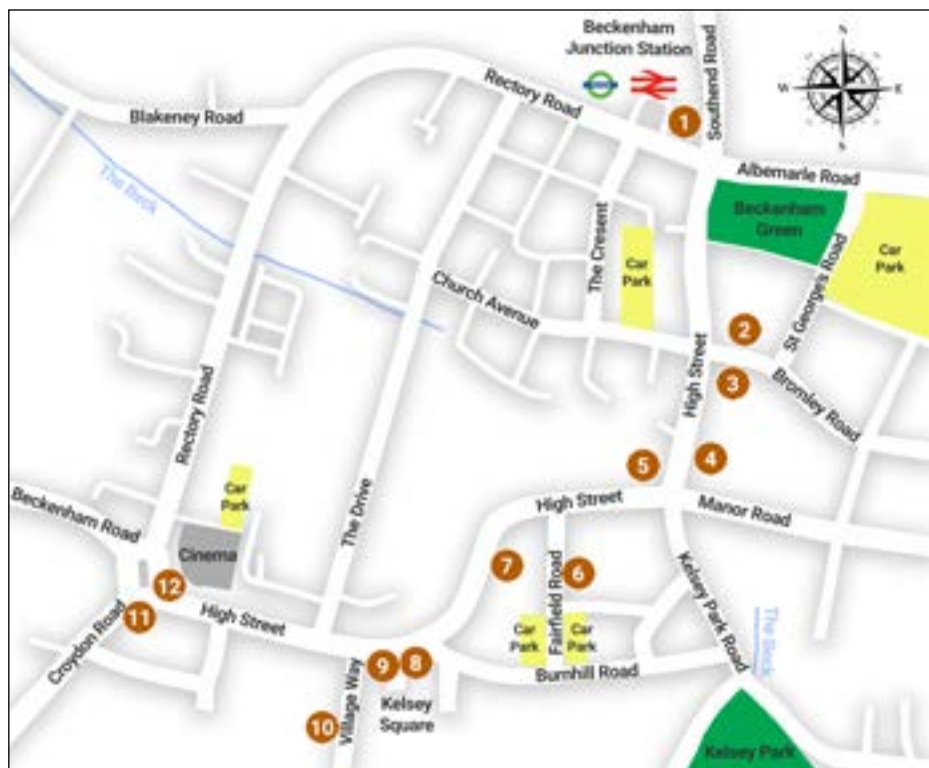 Beckenham
Junction Station
Southend Road
Rectory Road
N
W
E
S
1
Blakeney Road
Albemarle Road
The Beck
Beckenham
Green
Car
Park
St George's Road
The Cresent
Car
Park
Church Avenue
2
High Street
3
Bromley Road
Rectory Road
4
5
Car
Park
Beckenham Road
High Street
Manor Road
The Drive
Cinema
7
Fairfield Road
6
Kelsey Park Road
12
11
High Street
Croydon Road
Car
Park
Car
Park
The Beck
9
8
Burnhill Road
Village Way
Kelsey
Square
10
Kelsey Park